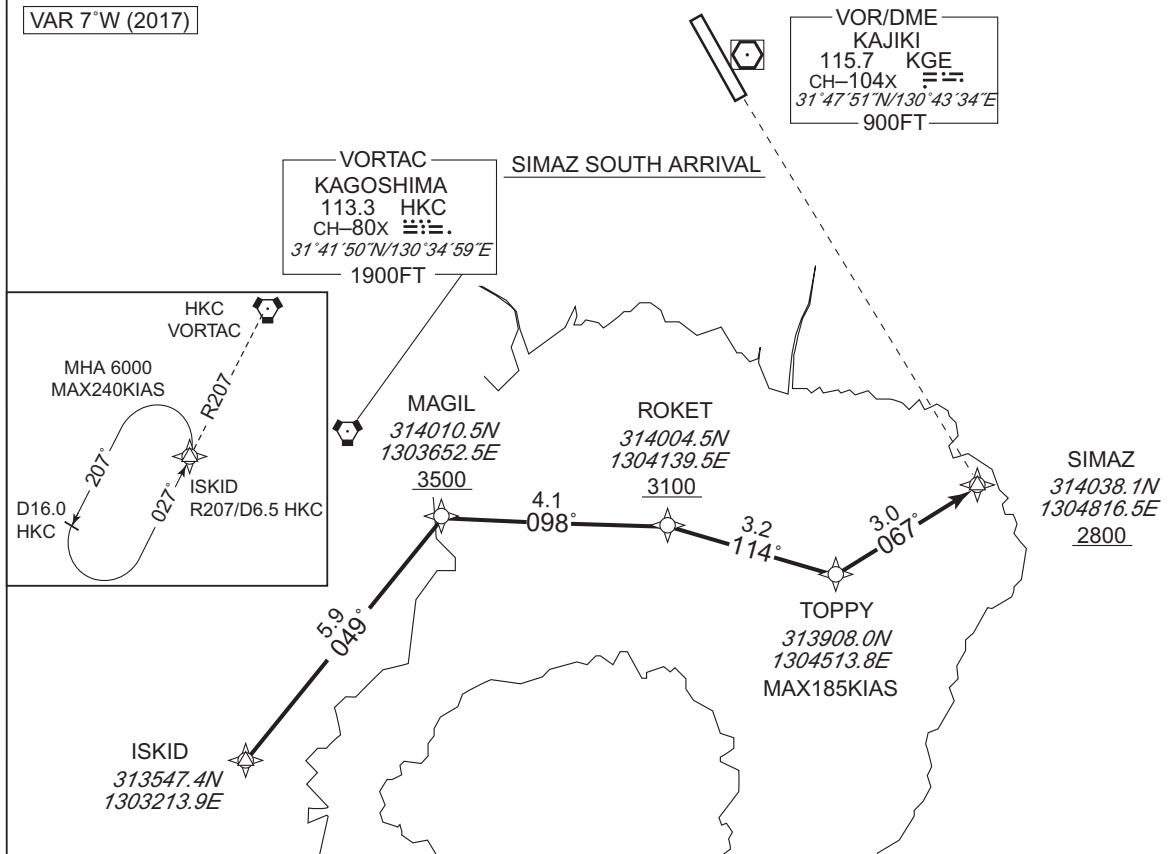 VAR 7°W (2017)
VOR/DME
KAJIKI
115.7 KGE
CH–104X
31°47´51˝N/130°43´34˝E
900FT
SIMAZ SOUTH ARRIVAL
VORTAC
KAGOSHIMA
113.3 HKC
CH–80X
31°41´50˝N/130°34´59˝E
1900FT
HKC
VORTAC
MHA 6000
MAX240KIAS
R207
207°
027°
ISKID
R207/D6.5 HKC
D16.0
HKC
MAGIL
314010.5N
1303652.5E
3500
ROKET
314004.5N
1304139.5E
3100
SIMAZ
314038.1N
1304816.5E
2800
4.1
098°
3.2
114°
3.0
067°
TOPPY
313908.0N
1304513.8E
MAX185KIAS
5.9
049°
ISKID
313547.4N
1303213.9E